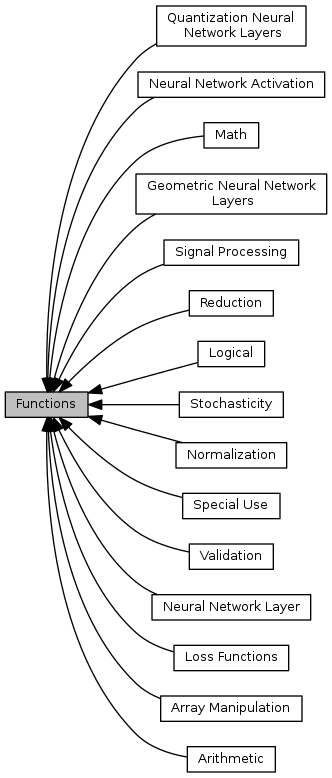 Quantization Neural
Network Layers
Neural Network Activation
Math
Geometric Neural Network
Layers
Signal Processing
Reduction
Logical
Functions
Stochasticity
Normalization
Special Use
Validation
Neural Network Layer
Loss Functions
Array Manipulation
Arithmetic